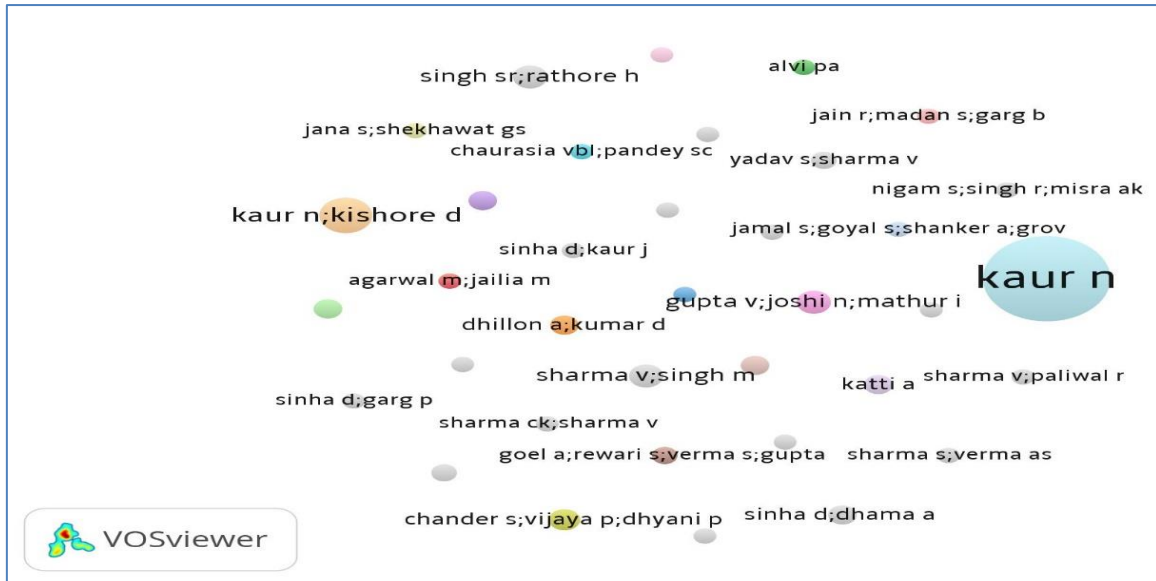 singh sr;rathore h
alvi pa
jain r;madan s;garg b
jana s;shekhawat gs
chaurasia vbl;pandey sc
yadav s;sharma v
nigam s;singh r;misra ak
kaur n;kishore d
jamal s;goyal s;shanker a;grov
sinha d;kaur j
kaur n
agarwal m;jailia m
gupta v;joshi n;mathur i
dhillon a;kumar d
sharma v;singh m
katti a
sharma v;paliwal r
sinha d;garg p
sharma ck;sharma v
goel a;rewari s;verma s;gupta
sharma s;verma as
chander s;vijaya p;dhyani p
sinha d;dhama a
VOSviewer